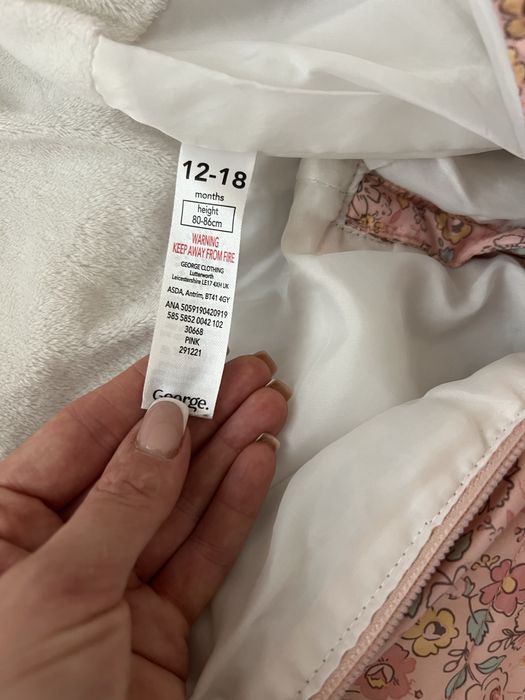 12-18
months
height
80-86cm
WARNING
KEEP AWAY FROM FIRE
GEORGE CLOTHING
Lutterworth
Leicestershire LE17 4XH UK
ASDA, Antrim, BT41 4GY
ANA 5059190420919
585 5852 0042 102
30668
PINK
291221
George.